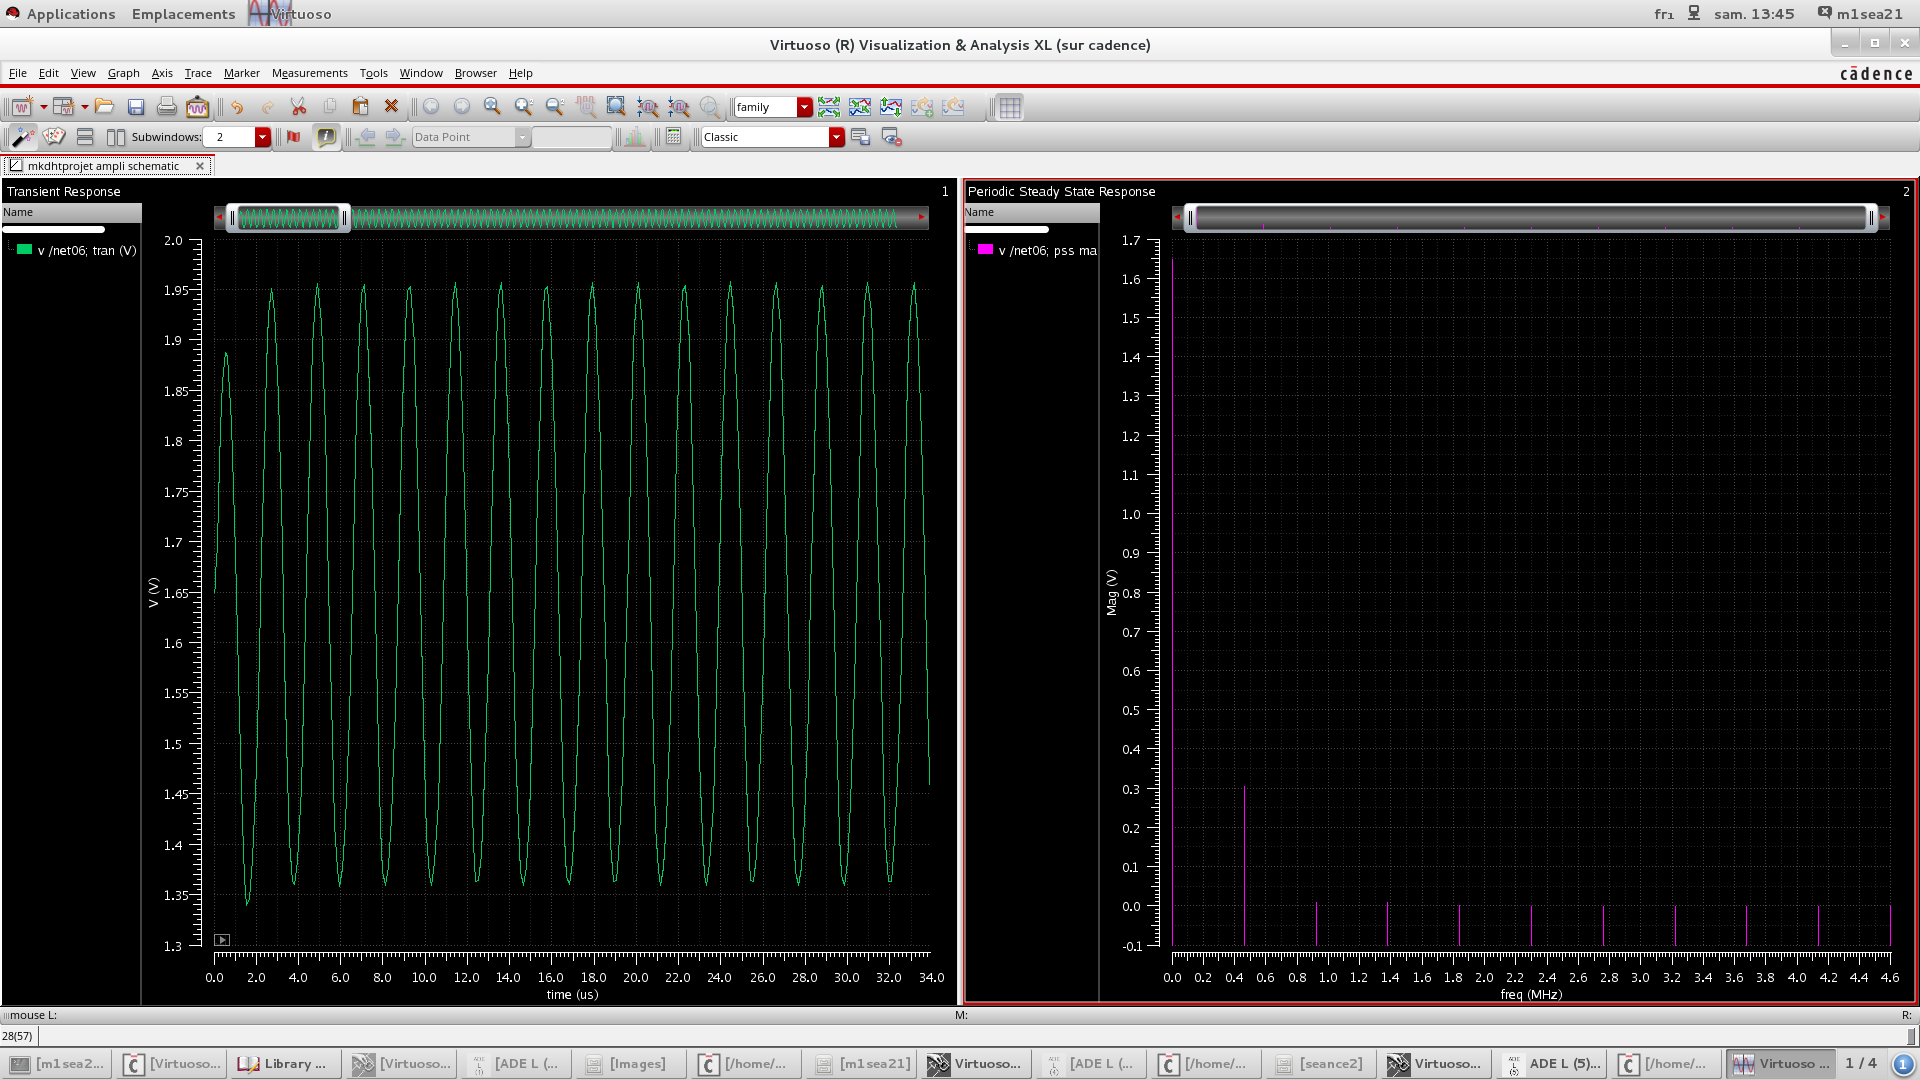 Applications Emplacements Virtuoso fr1 sam. 13:45 m1sea21
Virtuoso (R) Visualization & Analysis XL (sur cadence)
File Edit View Graph Axis Trace Marker Measurements Tools Window Browser Help cādence
family
Subwindows: 2 Data Point Classic
mkdhtprojet ampli schematic
Transient Response 1
Name
v /net06; tran (V)
2.0
1.95
1.9
1.85
1.8
1.75
1.7
1.65
1.6
1.55
1.5
1.45
1.4
1.35
1.3
V (V)
0.0 2.0 4.0 6.0 8.0 10.0 12.0 14.0 16.0 18.0 20.0 22.0 24.0 26.0 28.0 30.0 32.0 34.0
time (us)
Periodic Steady State Response 2
Name
v /net06; pss ma
1.7
1.6
1.5
1.4
1.3
1.2
1.1
1.0
0.9
0.8
0.7
0.6
0.5
0.4
0.3
0.2
0.1
0.0
-0.1
Mag (V)
0.0 0.2 0.4 0.6 0.8 1.0 1.2 1.4 1.6 1.8 2.0 2.2 2.4 2.6 2.8 3.0 3.2 3.4 3.6 3.8 4.0 4.2 4.4 4.6
freq (MHz)
mouse L: M: R:
28(57)
[m1sea2... [Virtuoso... Library ... [Virtuoso... [ADE L (... [Images] [/home/... [m1sea21] Virtuoso... [ADE L (... [/home/... [seance2] Virtuoso... ADE L (5)... [/home/... Virtuoso ... 1 / 4 1